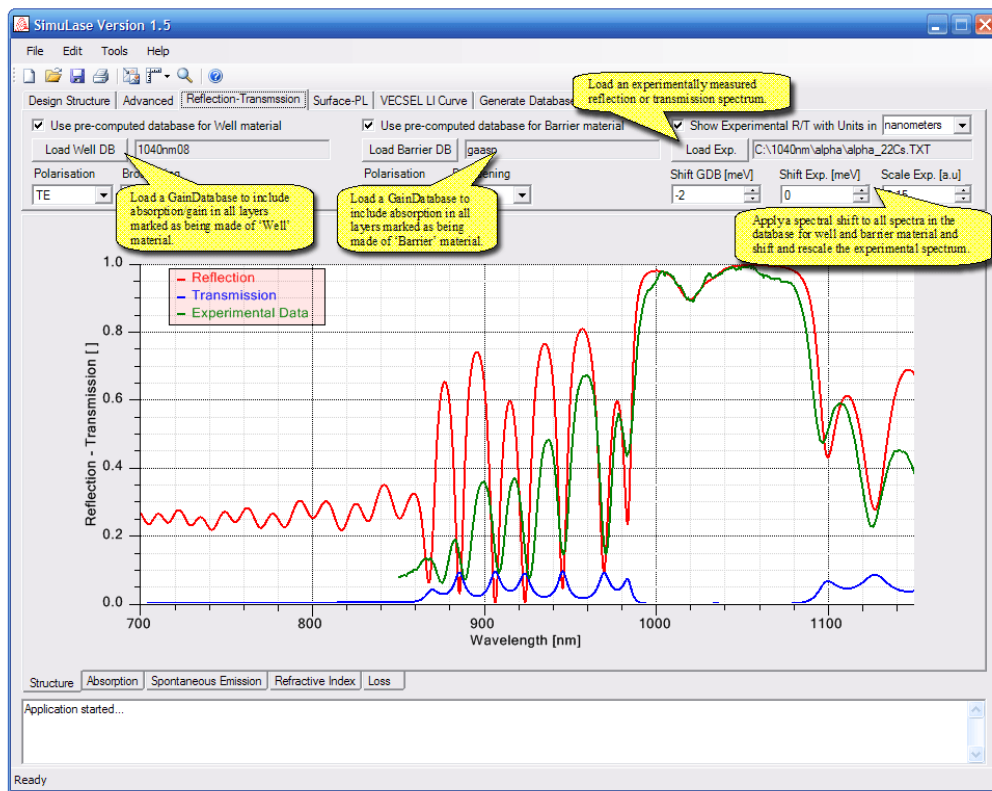 SimuLase Version 1.5
File Edit Tools Help
Design Structure Advanced Reflection-Transmssion Surface-PL VECSEL LI Curve Generate Database
Load an experimentally measured
reflection or transmission spectrum.
Use pre-computed database for Well material
Use pre-computed database for Barrier material
Show Experimental R/T with Units in nanometers
Load Well DB 1040nm08
Load Barrier DB gaasp
Load Exp. C:\1040nm\alpha\alpha_22Cs.TXT
Polarisation
Polarisation
Shift GDB [meV] Shift Exp. [meV] Scale Exp. [a.u]
TE
-2 0
Load a GainDatabase to include
absorption/gain in all layers
marked as being made of ‘Well’
material.
Load a GainDatabase to
include absorption in all
layers marked as being
made of ‘Barrier’ material.
Apply a spectral shift to all spectra in the
database for well and barrier material and
shift and rescale the experimental spectrum.
Reflection
Transmission
Experimental Data
Reflection - Transmission [ ]
1.0
0.8
0.6
0.4
0.2
0.0
700 800 900 1000 1100
Wavelength [nm]
Structure Absorption Spontaneous Emission Refractive Index Loss
Application started...
Ready